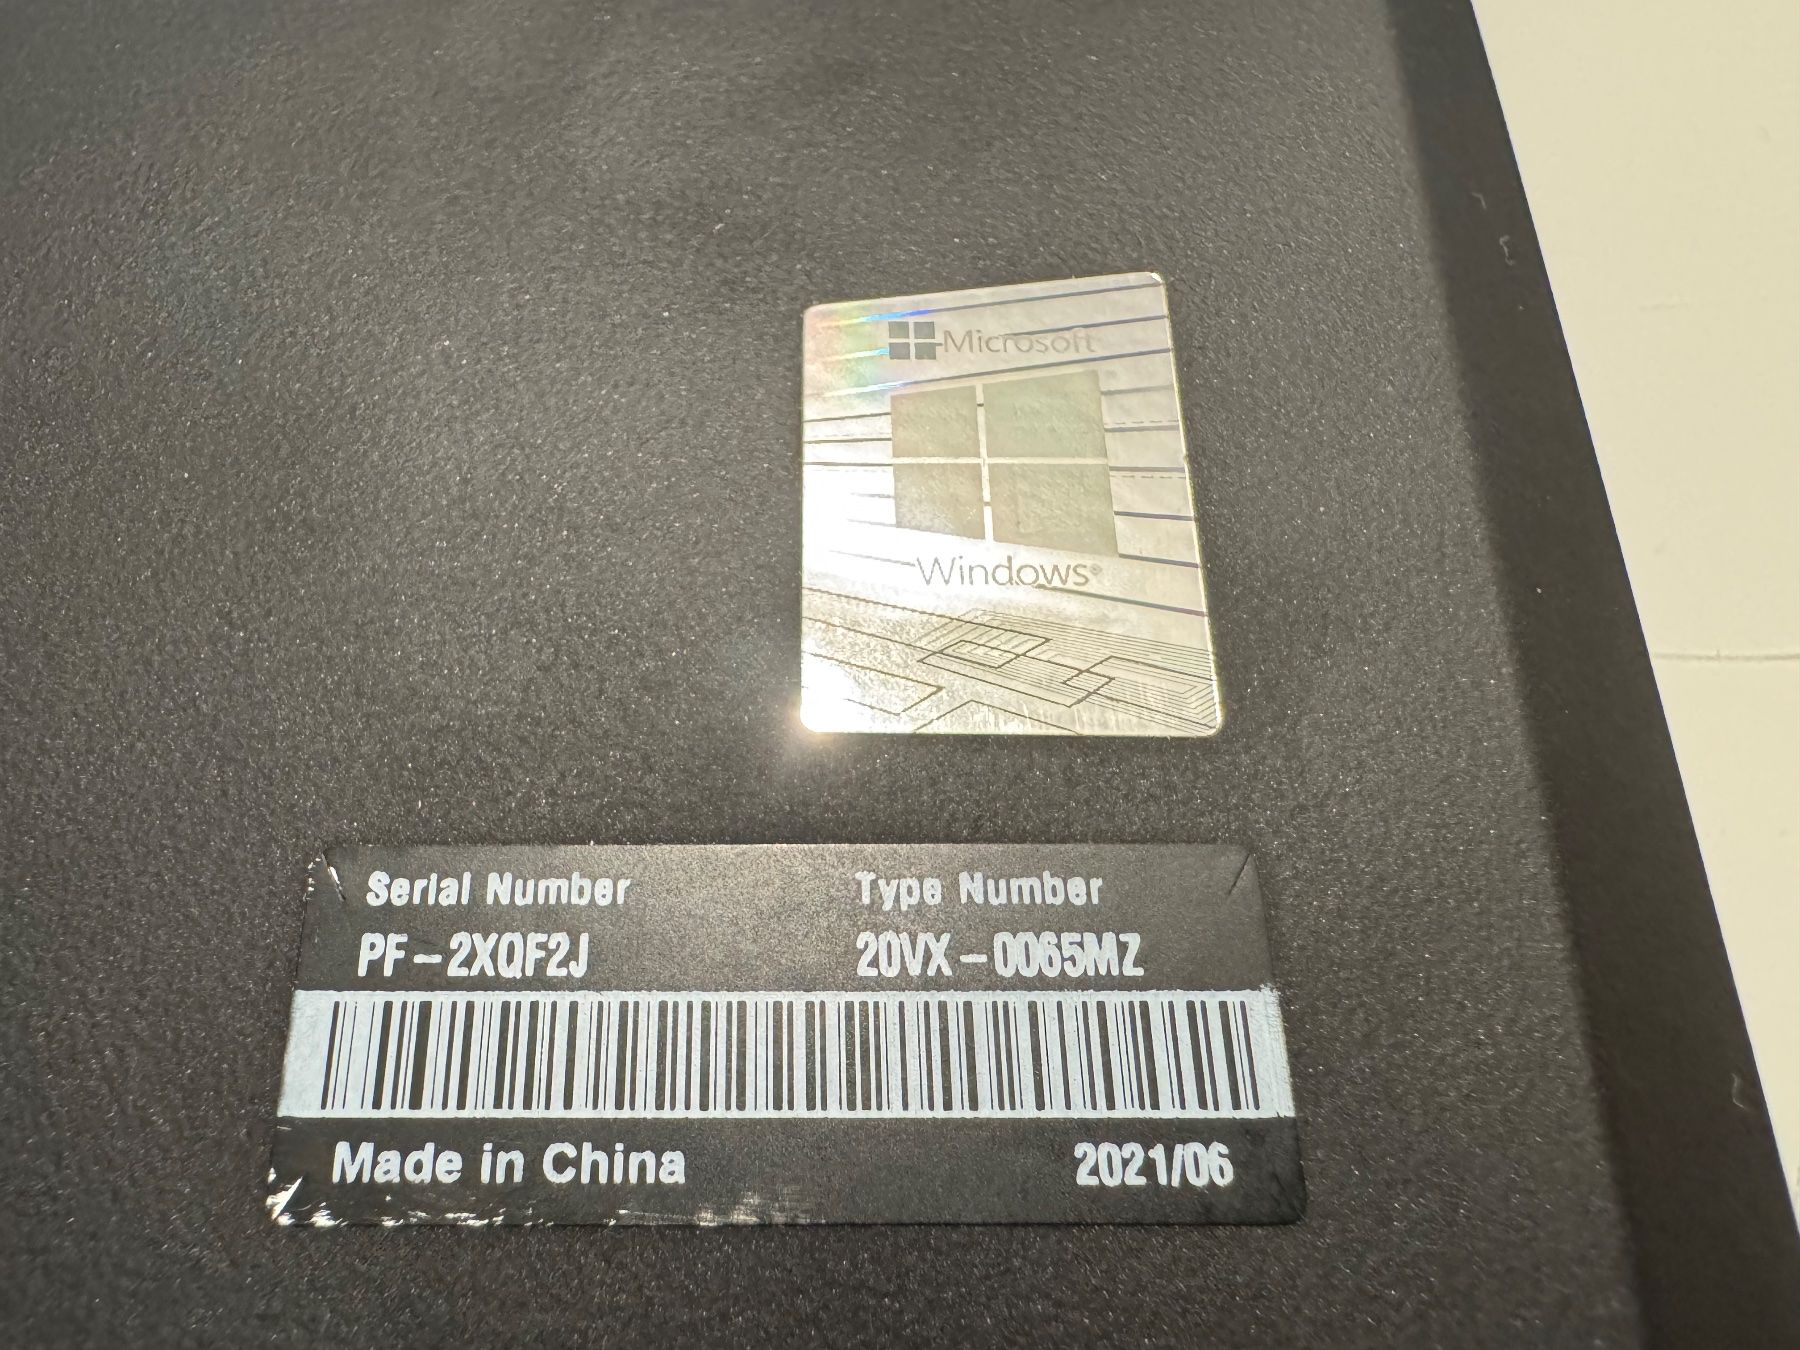 Microsoft
Windows®
Serial Number
Type Number
PF-2XQF2J
20VX-0065MZ
Made in China
2021/06